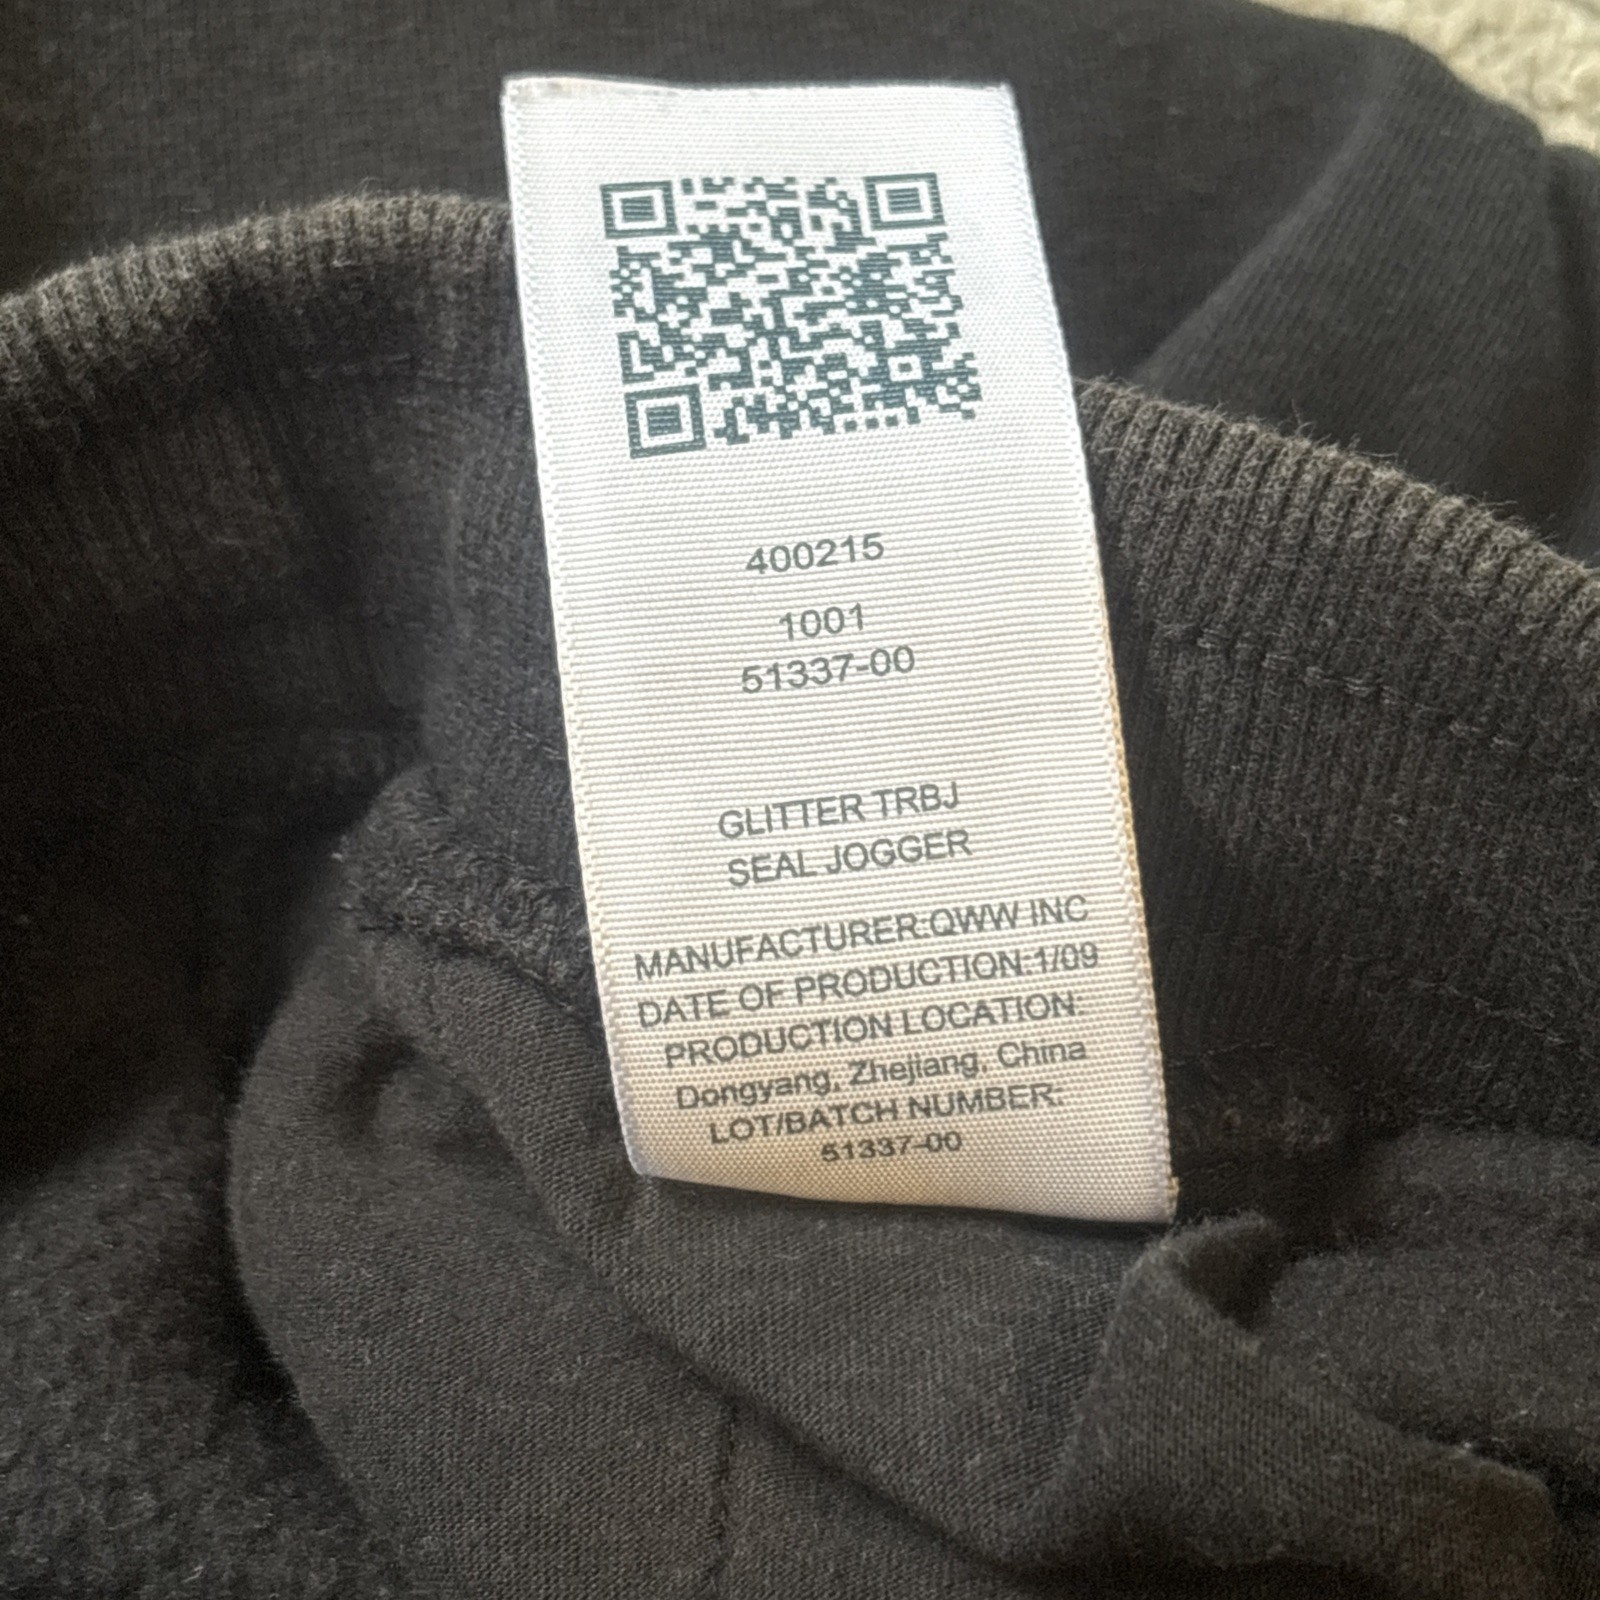 400215
1001
51337-00
GLITTER TRBJ
SEAL JOGGER
MANUFACTURER:QWW INC
DATE OF PRODUCTION:1/09
PRODUCTION LOCATION:
Dongyang, Zhejiang, China
LOT/BATCH NUMBER:
51337-00